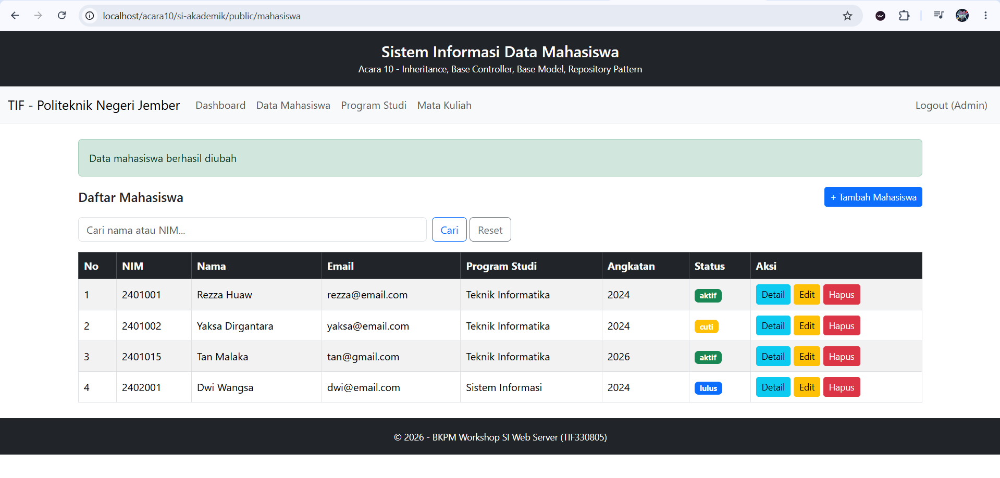 localhost/acara10/si-akademik/public/mahasiswa
Sistem Informasi Data Mahasiswa
Acara 10 - Inheritance, Base Controller, Base Model, Repository Pattern
TIF - Politeknik Negeri Jember Dashboard Data Mahasiswa Program Studi Mata Kuliah Logout (Admin)
Data mahasiswa berhasil diubah
Daftar Mahasiswa + Tambah Mahasiswa
Cari nama atau NIM... Cari Reset
No NIM Nama Email Program Studi Angkatan Status Aksi
1 2401001 Rezza Huaw rezza@email.com Teknik Informatika 2024 aktif Detail Edit Hapus
2 2401002 Yaksa Dirgantara yaksa@email.com Teknik Informatika 2024 cuti Detail Edit Hapus
3 2401015 Tan Malaka tan@gmail.com Teknik Informatika 2026 aktif Detail Edit Hapus
4 2402001 Dwi Wangsa dwi@email.com Sistem Informasi 2024 lulus Detail Edit Hapus
© 2026 - BKPM Workshop SI Web Server (TIF330805)